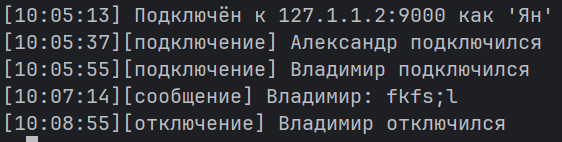 [10:05:13] Подключён к 127.1.1.2:9000 как 'Ян'
[10:05:37][подключение] Александр подключился
[10:05:55][подключение] Владимир подключился
[10:07:14][сообщение] Владимир: fkfs;l
[10:08:55][отключение] Владимир отключился